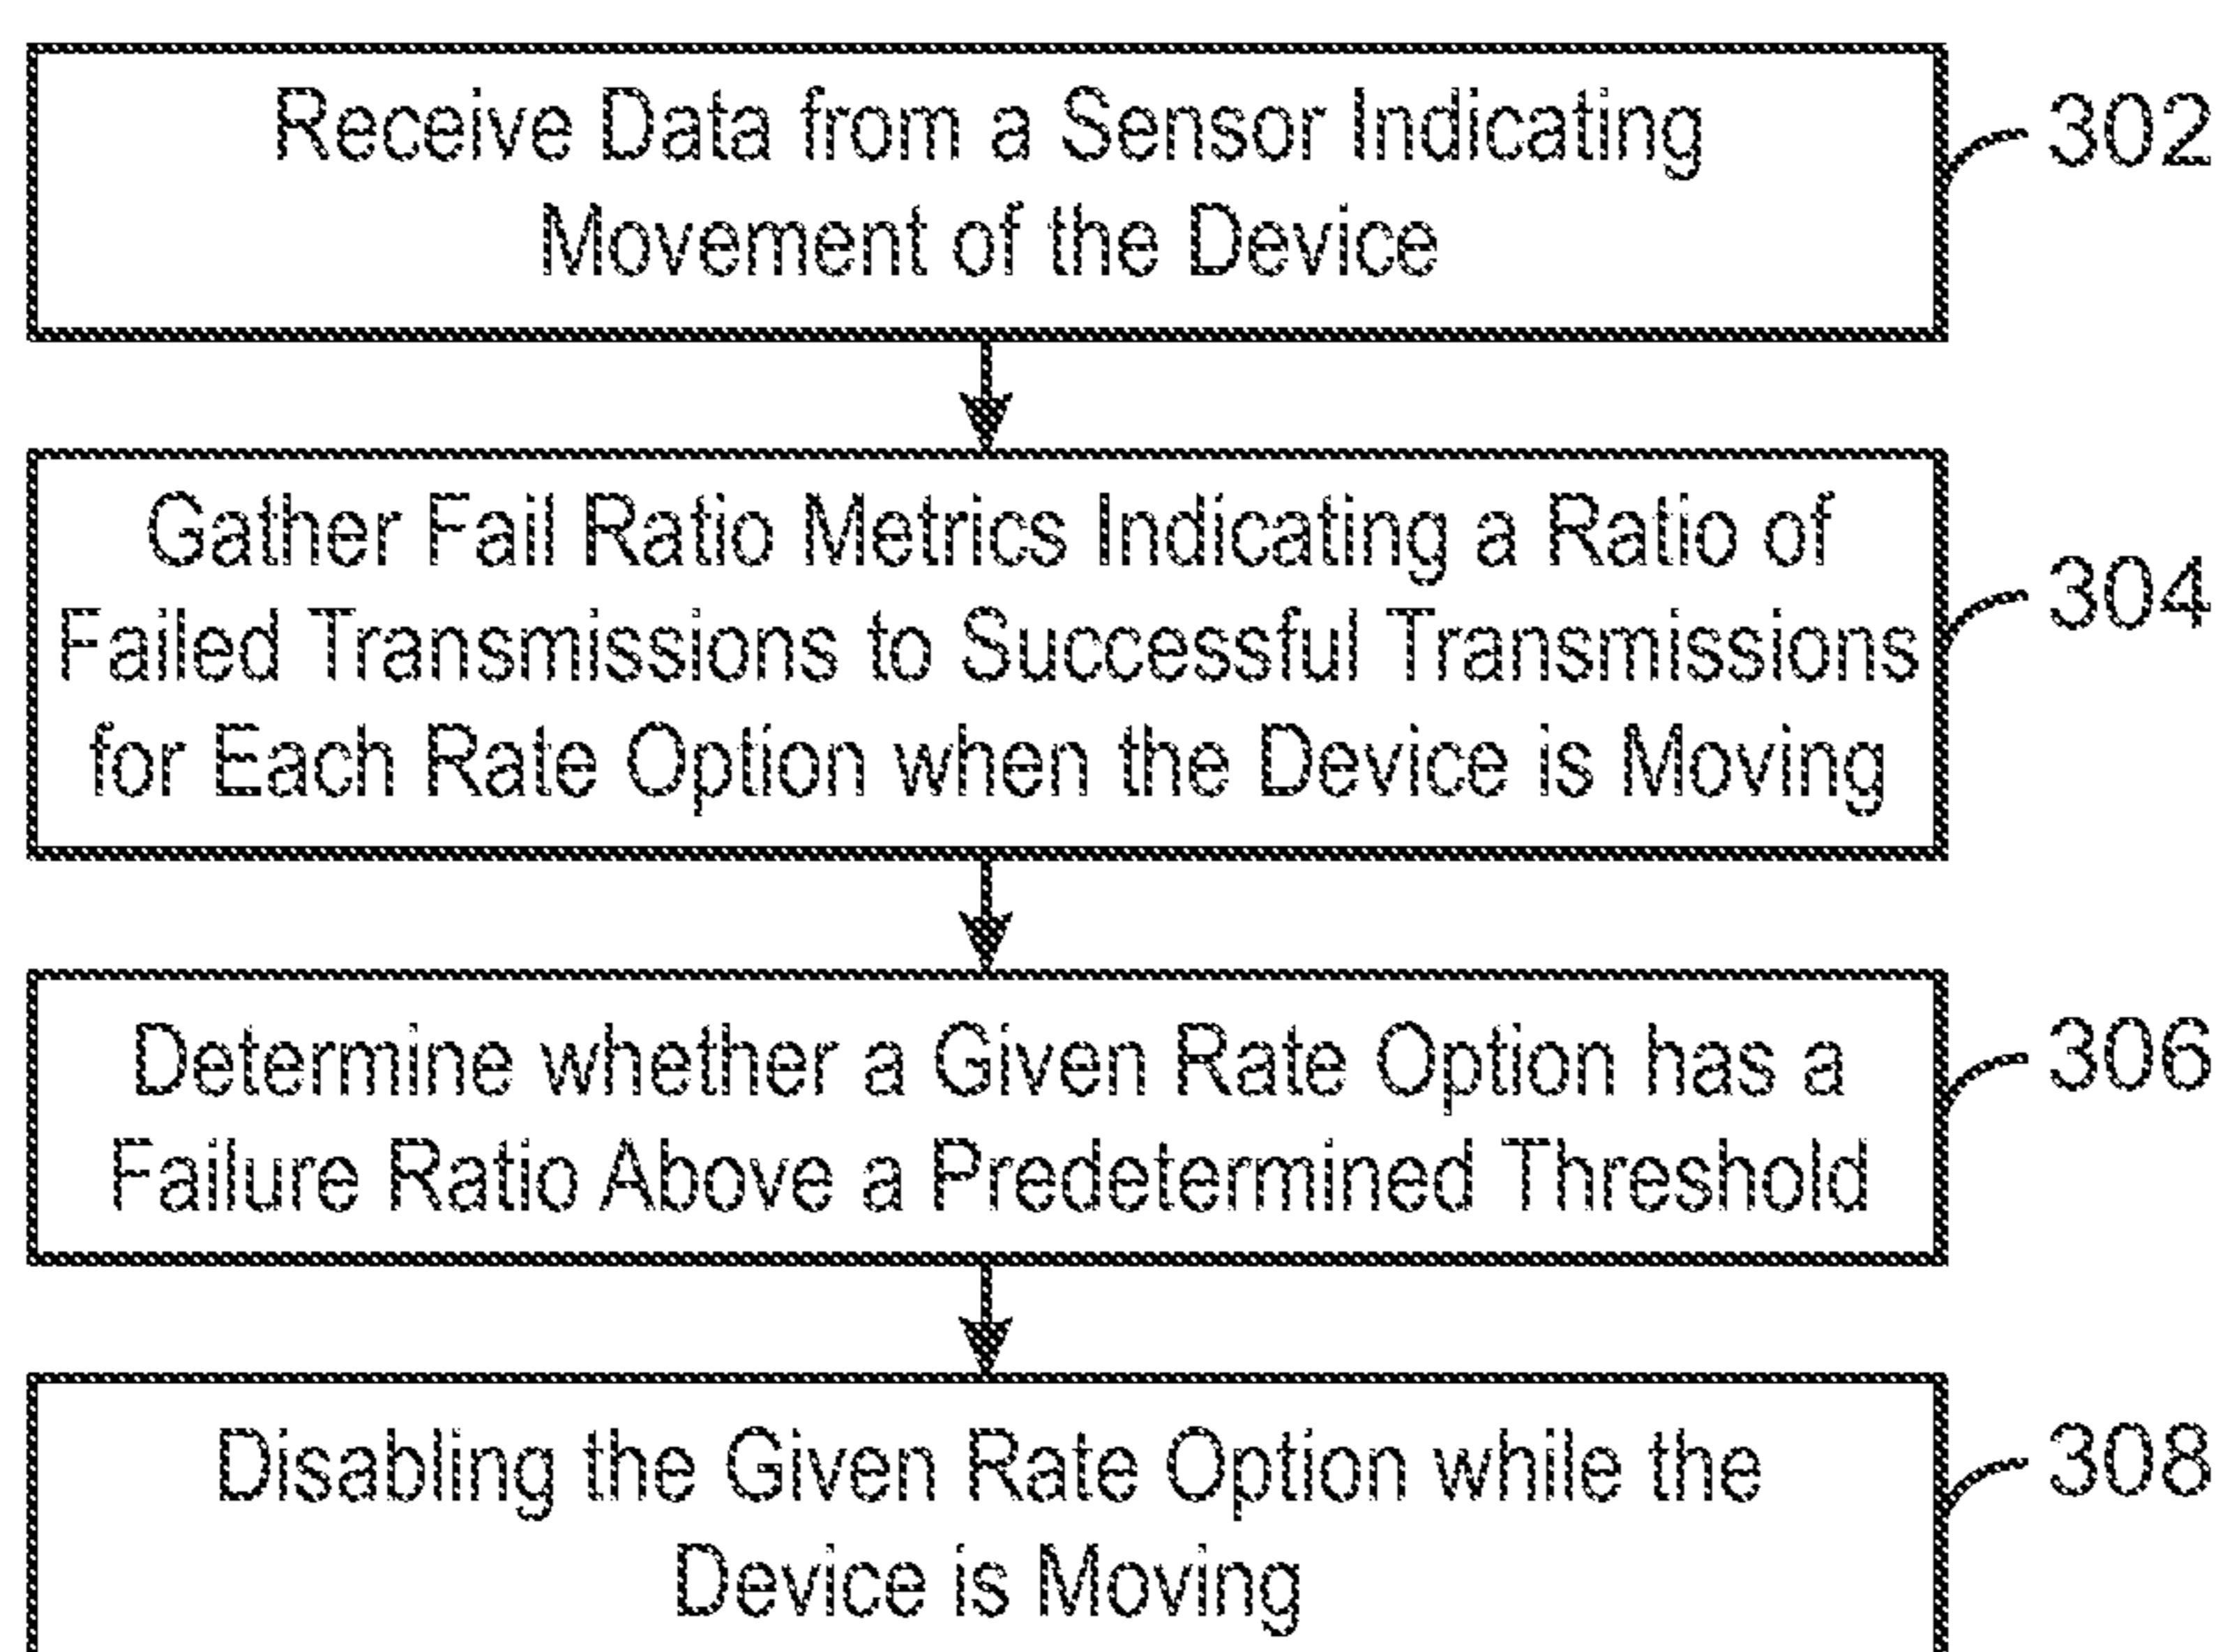 Receive Data from a Sensor Indicating
Movement of the Device
302
Gather Fail Ratio Metrics Indicating a Ratio of
Failed Transmissions to Successful Transmissions
for Each Rate Option when the Device is Moving
304
Determine whether a Given Rate Option has a
Failure Ratio Above a Predetermined Threshold
306
Disabling the Given Rate Option while the
Device is Moving
308